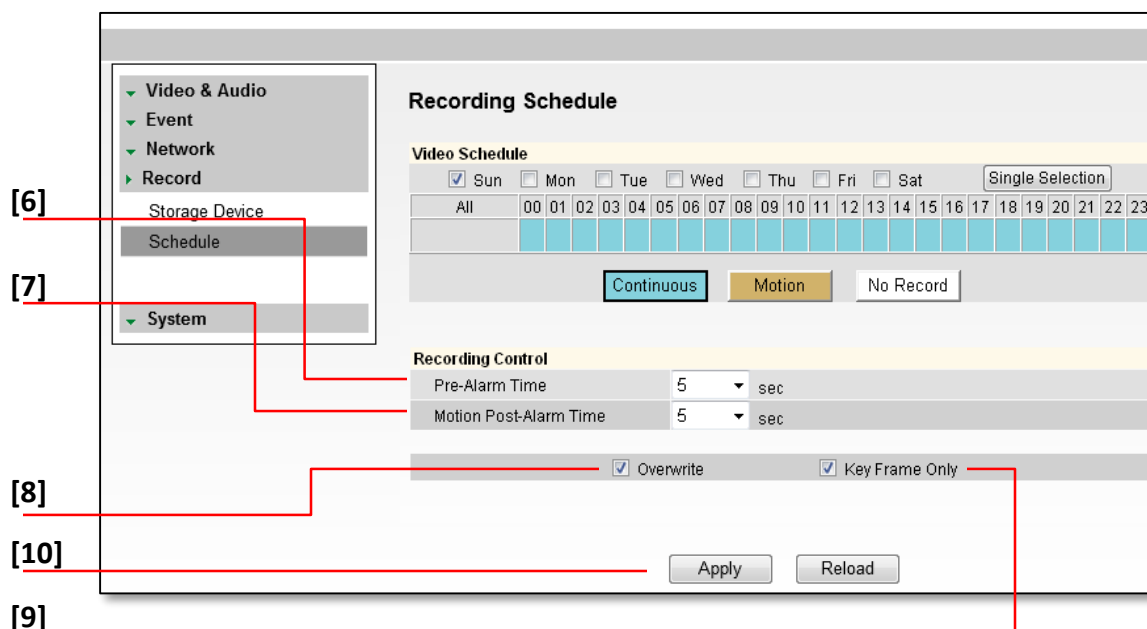 Video & Audio
Event
Network
Record
Storage Device
Schedule
System
Recording Schedule
Video Schedule
Sun Mon Tue Wed Thu Fri Sat Single Selection
All 00 01 02 03 04 05 06 07 08 09 10 11 12 13 14 15 16 17 18 19 20 21 22 23
Continuous Motion No Record
Recording Control
Pre-Alarm Time 5 sec
Motion Post-Alarm Time 5 sec
Overwrite Key Frame Only
Apply Reload
[6]
[7]
[8]
[10]
[9]